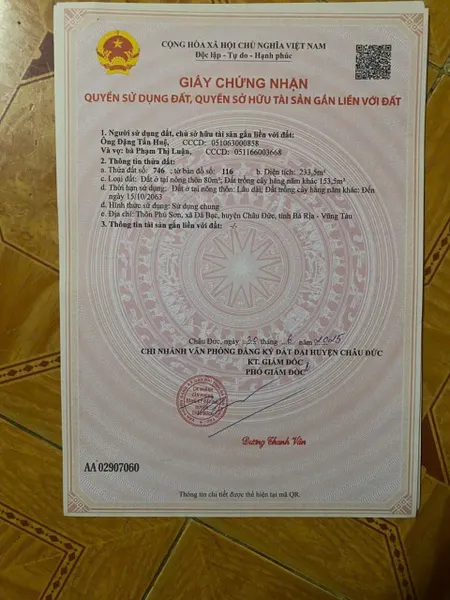 CỘNG HÒA XÃ HỘI CHỦ NGHĨA VIỆT NAM
Độc lập - Tự do - Hạnh phúc
GIẤY CHỨNG NHẬN
QUYỀN SỬ DỤNG ĐẤT, QUYỀN SỞ HỮU TÀI SẢN GẮN LIỀN VỚI ĐẤT
1. Người sử dụng đất, chủ sở hữu tài sản gắn liền với đất:
Ông Đặng Tấn Huệ, CCCD: 051063000858
Và vợ: bà Phạm Thị Luận, CCCD: 051166003668
2. Thông tin thửa đất:
a. Thửa đất số: 746 ; tờ bản đồ số: 116 ; b. Diện tích: 233,5m²
c. Loại đất: Đất ở tại nông thôn 80m²; Đất trồng cây hàng năm khác 153,5m²
d. Thời hạn sử dụng: Đất ở tại nông thôn: Lâu dài; Đất trồng cây hàng năm khác: Đến
ngày 15/10/2063
đ. Hình thức sử dụng: Sử dụng chung
e. Địa chỉ: Thôn Phú Sơn, xã Đá Bạc, huyện Châu Đức, tỉnh Bà Rịa - Vũng Tàu
3. Thông tin tài sản gắn liền với đất: -/-
Châu Đức, ngày tháng 6 năm 2025
CHI NHÁNH VĂN PHÒNG ĐĂNG KÝ ĐẤT ĐAI HUYỆN CHÂU ĐỨC
KT. GIÁM ĐỐC
PHÓ GIÁM ĐỐC
Dương Thanh Vân
AA 02907060
Thông tin chi tiết được thể hiện tại mã QR.